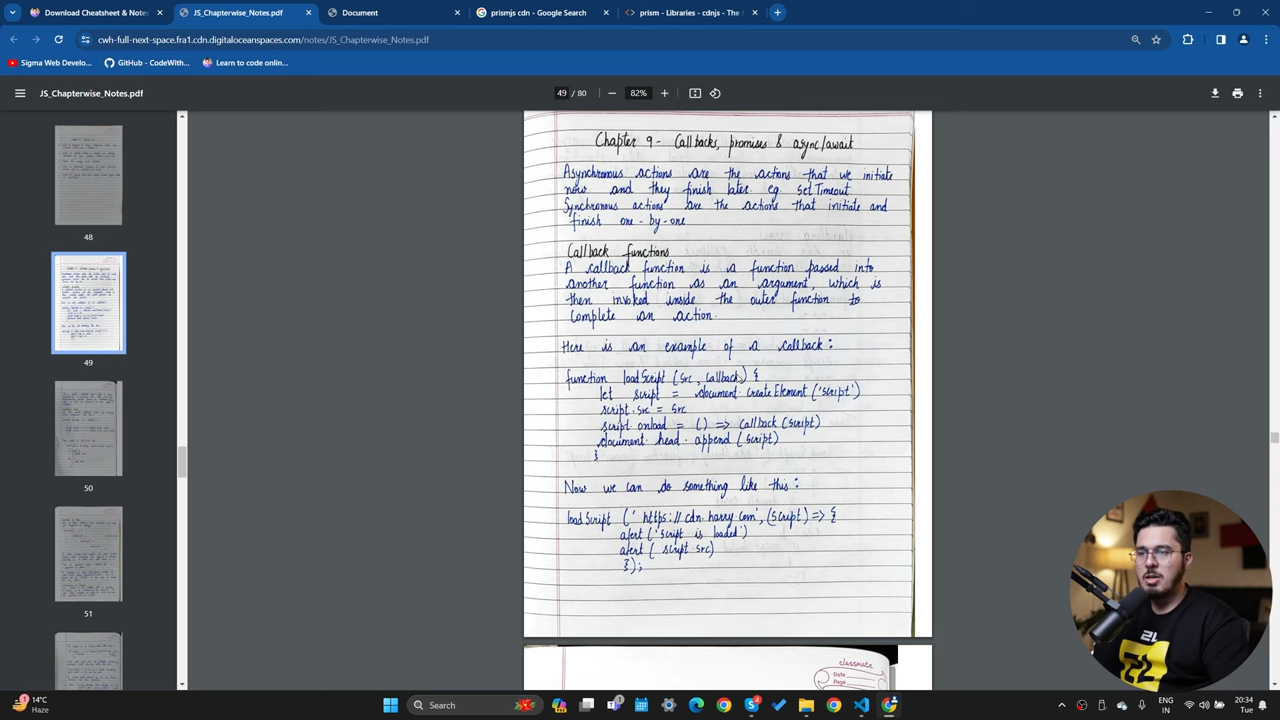 Download Cheatsheet & Notes
JS_Chapterwise_Notes.pdf
Document
prismjs cdn - Google Search
prism - Libraries - cdnjs - The
cwh-full-next-space.fra1.cdn.digitaloceanspaces.com/notes/JS_Chapterwise_Notes.pdf
Sigma Web Develo...
GitHub - CodeWith...
Learn to code onlin...
JS_Chapterwise_Notes.pdf
49 / 80
82%
48
49
50
51
Chapter 9 - Callbacks, promises & async/await
Asynchronous actions are the actions that we initiate
now and they finish later. eg. setTimeout
Synchronous actions are the actions that initiate and
finish one-by-one
Callback functions
A callback function is a function passed into
another function as an argument, which is
then invoked inside the outer function to
complete an action.
Here is an example of a callback:
function loadScript (src, callback) {
let script = document.createElement('script')
script.src = src
script.onload = () => callback(script)
document.head.append(script)
}
Now we can do something like this:
loadScript ('https://cdn.harry.com', (script) => {
alert('script is loaded')
alert(script.src)
});
classmate
Date
Page
14°C
Haze
Search
ENG
IN
20:34
Tue